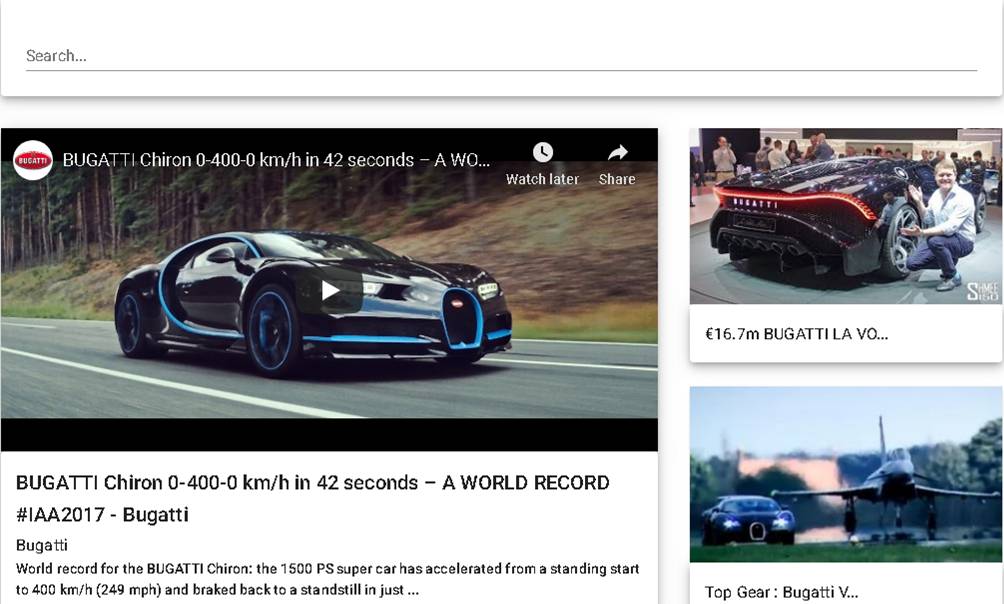 Search...
BUGATTI
BUGATTI Chiron 0-400-0 km/h in 42 seconds – A WO...
Watch later
Share
BUGATTI
SHMEE
150
€16.7m BUGATTI LA VO...
BUGATTI Chiron 0-400-0 km/h in 42 seconds – A WORLD RECORD
#IAA2017 - Bugatti
Bugatti
World record for the BUGATTI Chiron: the 1500 PS super car has accelerated from a standing start
to 400 km/h (249 mph) and braked back to a standstill in just ...
Top Gear : Bugatti V...